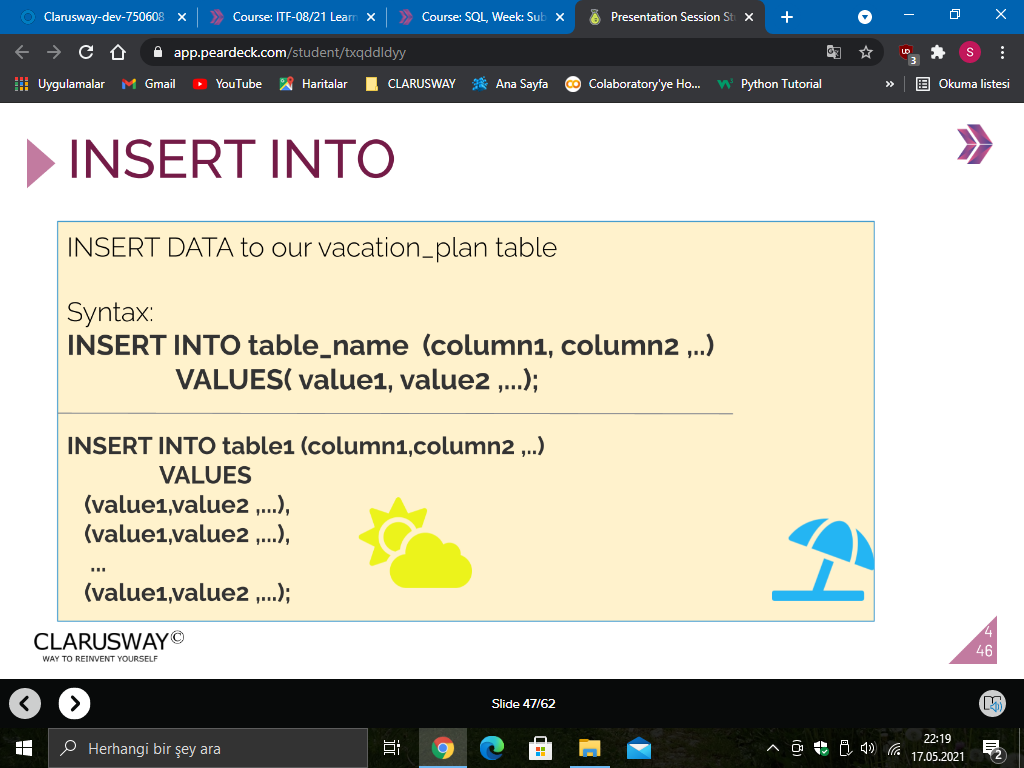 Clarusway-dev-750608
Course: ITF-08/21 Learn
Course: SQL, Week: Sub
Presentation Session St
app.peardeck.com/student/txqddldyy
UD
3
S
Uygulamalar
Gmail
YouTube
Haritalar
CLARUSWAY
Ana Sayfa
Colaboratory'ye Ho...
Python Tutorial
»
Okuma listesi
INSERT INTO
INSERT DATA to our vacation_plan table
Syntax:
INSERT INTO table_name (column1, column2 ,..)
VALUES( value1, value2 ,...);
INSERT INTO table1 (column1,column2 ,..)
VALUES
(value1,value2 ,...),
(value1,value2 ,...),
...
(value1,value2 ,...);
CLARUSWAY©
WAY TO REINVENT YOURSELF
4
46
Slide 47/62
Herhangi bir şey ara
22:19
17.05.2021
2